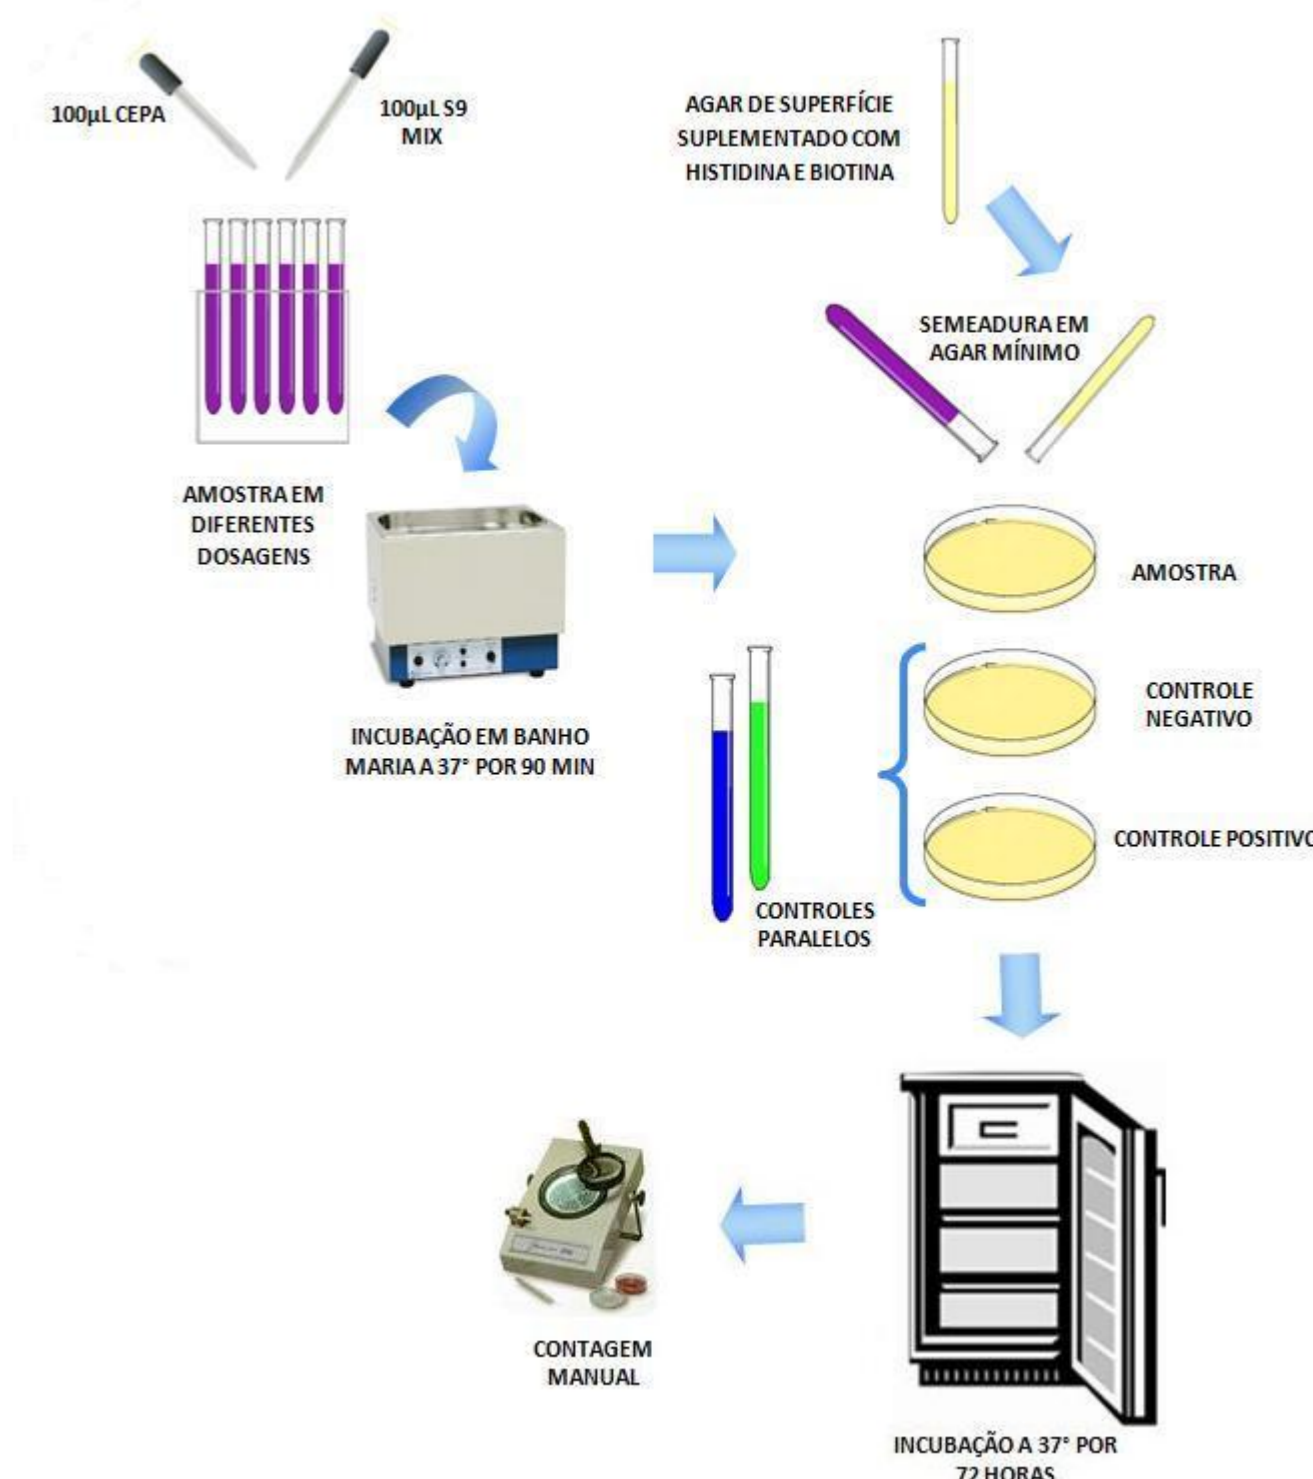 100µL CEPA
100µL S9
MIX
AGAR DE SUPERFÍCIE
SUPLEMENTADO COM
HISTIDINA E BIOTINA
SEMEADURA EM
AGAR MÍNIMO
AMOSTRA EM
DIFERENTES
DOSAGENS
INCUBAÇÃO EM BANHO
MARIA A 37° POR 90 MIN
AMOSTRA
CONTROLE
NEGATIVO
CONTROLE POSITIVO
CONTROLES
PARALELOS
INCUBAÇÃO A 37° POR
72 HORAS
CONTAGEM
MANUAL